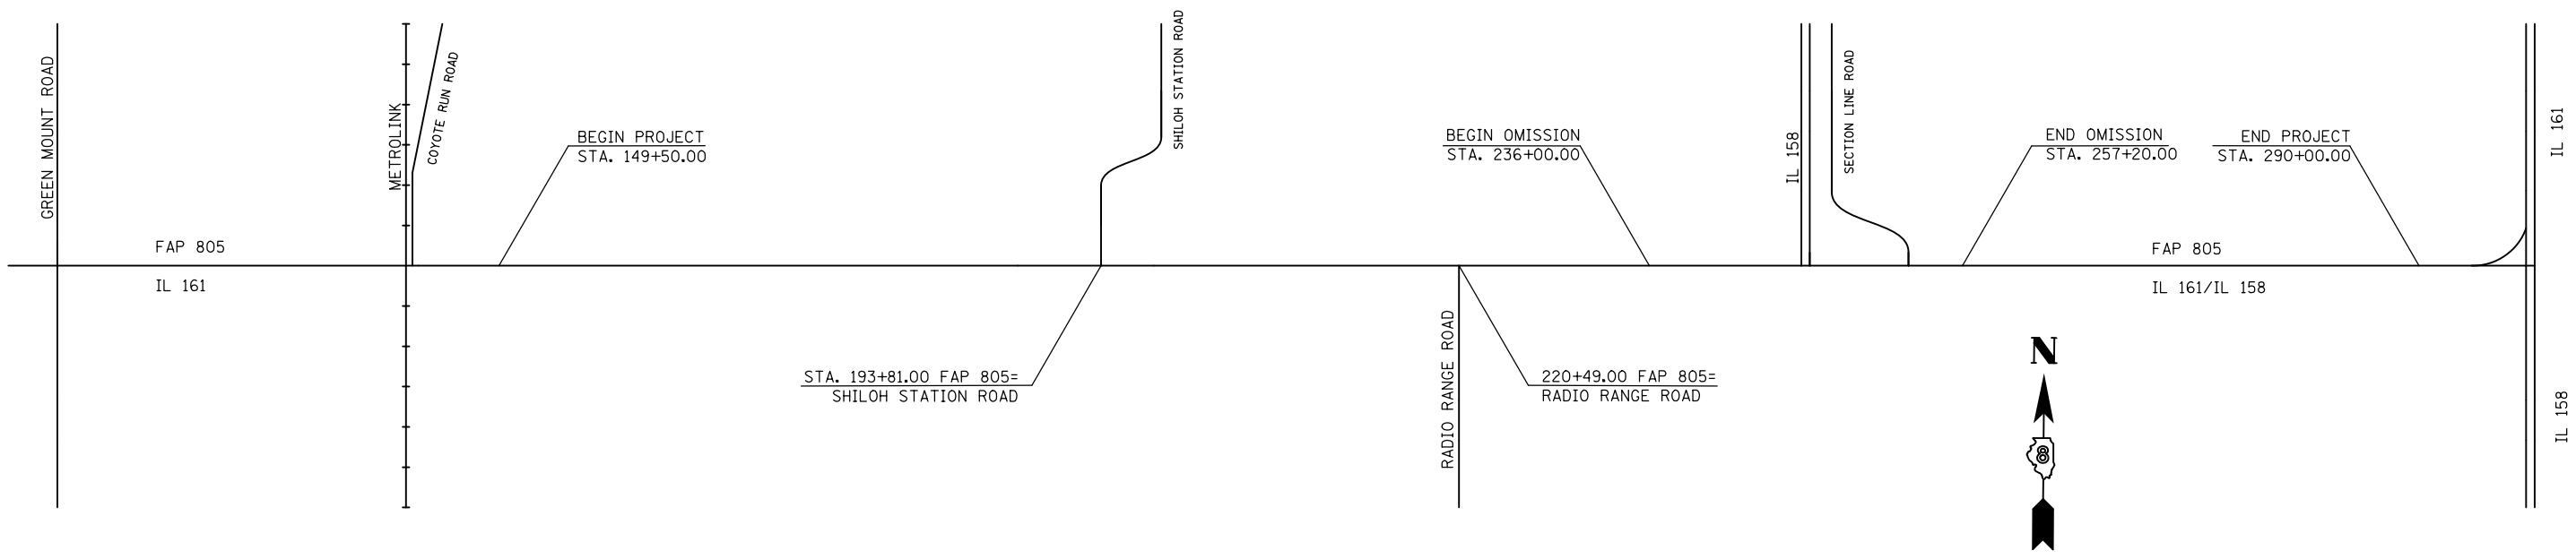 GREEN MOUNT ROAD
FAP 805
IL 161
METROLINK
COYOTE RUN ROAD
BEGIN PROJECT
STA. 149+50.00
SHILOH STATION ROAD
STA. 193+81.00 FAP 805=
SHILOH STATION ROAD
BEGIN OMISSION
STA. 236+00.00
RADIO RANGE ROAD
220+49.00 FAP 805=
RADIO RANGE ROAD
IL 158
SECTION LINE ROAD
END OMISSION
STA. 257+20.00
END PROJECT
STA. 290+00.00
FAP 805
IL 161/IL 158
N
8
IL 161
IL 158